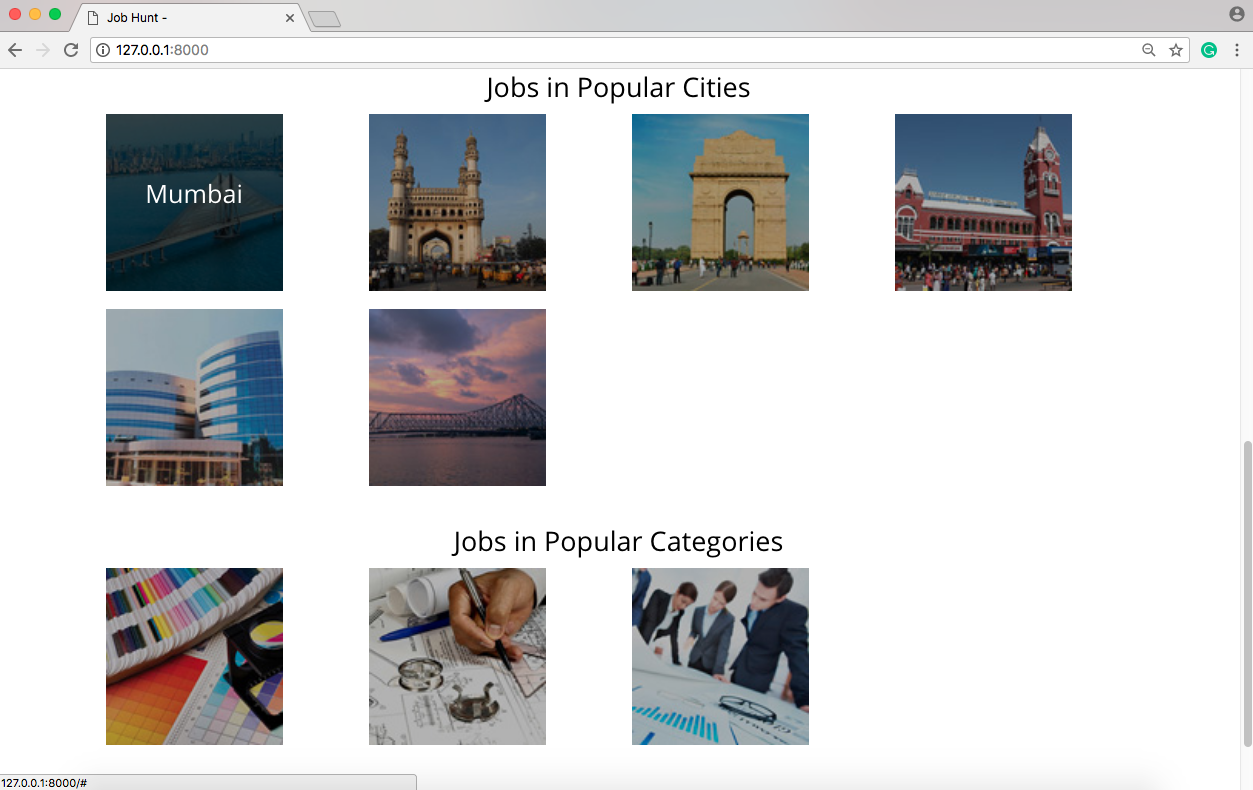 Job Hunt -
127.0.0.1:8000
Jobs in Popular Cities
Mumbai
Jobs in Popular Categories
127.0.0.1:8000/#